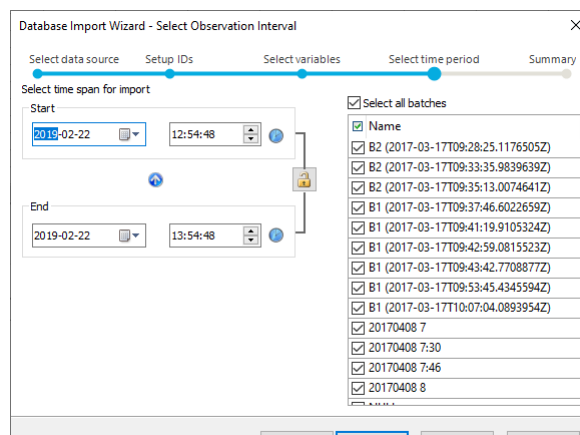 Database Import Wizard - Select Observation Interval
Select data source Setup IDs Select variables Select time period Summary
Select time span for import
Start
2019-02-22 12:54:48
End
2019-02-22 13:54:48
Select all batches
Name
B2 (2017-03-17T09:28:25.1176505Z)
B2 (2017-03-17T09:33:35.9839639Z)
B2 (2017-03-17T09:35:13.0074641Z)
B1 (2017-03-17T09:37:46.6022659Z)
B1 (2017-03-17T09:41:19.9105324Z)
B1 (2017-03-17T09:42:59.0815523Z)
B1 (2017-03-17T09:43:42.7708877Z)
B1 (2017-03-17T09:53:45.4345594Z)
B1 (2017-03-17T10:07:04.0893954Z)
20170408 7
20170408 7:30
20170408 7:46
20170408 8